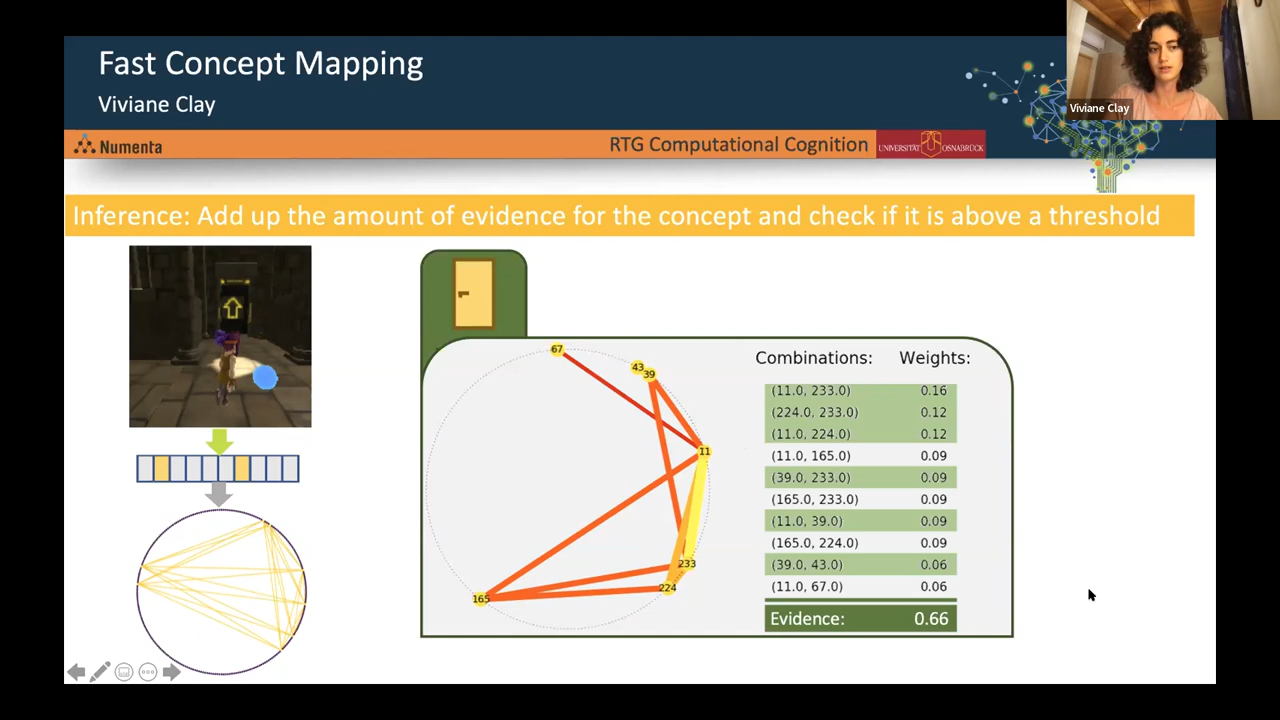 Fast Concept Mapping
Viviane Clay
Viviane Clay
Numenta
RTG Computational Cognition
UNIVERSITÄT OSNABRÜCK
Inference: Add up the amount of evidence for the concept and check if it is above a threshold
67
43
39
11
233
224
165
Combinations: Weights:
(11.0, 233.0) 0.16
(224.0, 233.0) 0.12
(11.0, 224.0) 0.12
(11.0, 165.0) 0.09
(39.0, 233.0) 0.09
(165.0, 233.0) 0.09
(11.0, 39.0) 0.09
(165.0, 224.0) 0.09
(39.0, 43.0) 0.06
(11.0, 67.0) 0.06
Evidence: 0.66